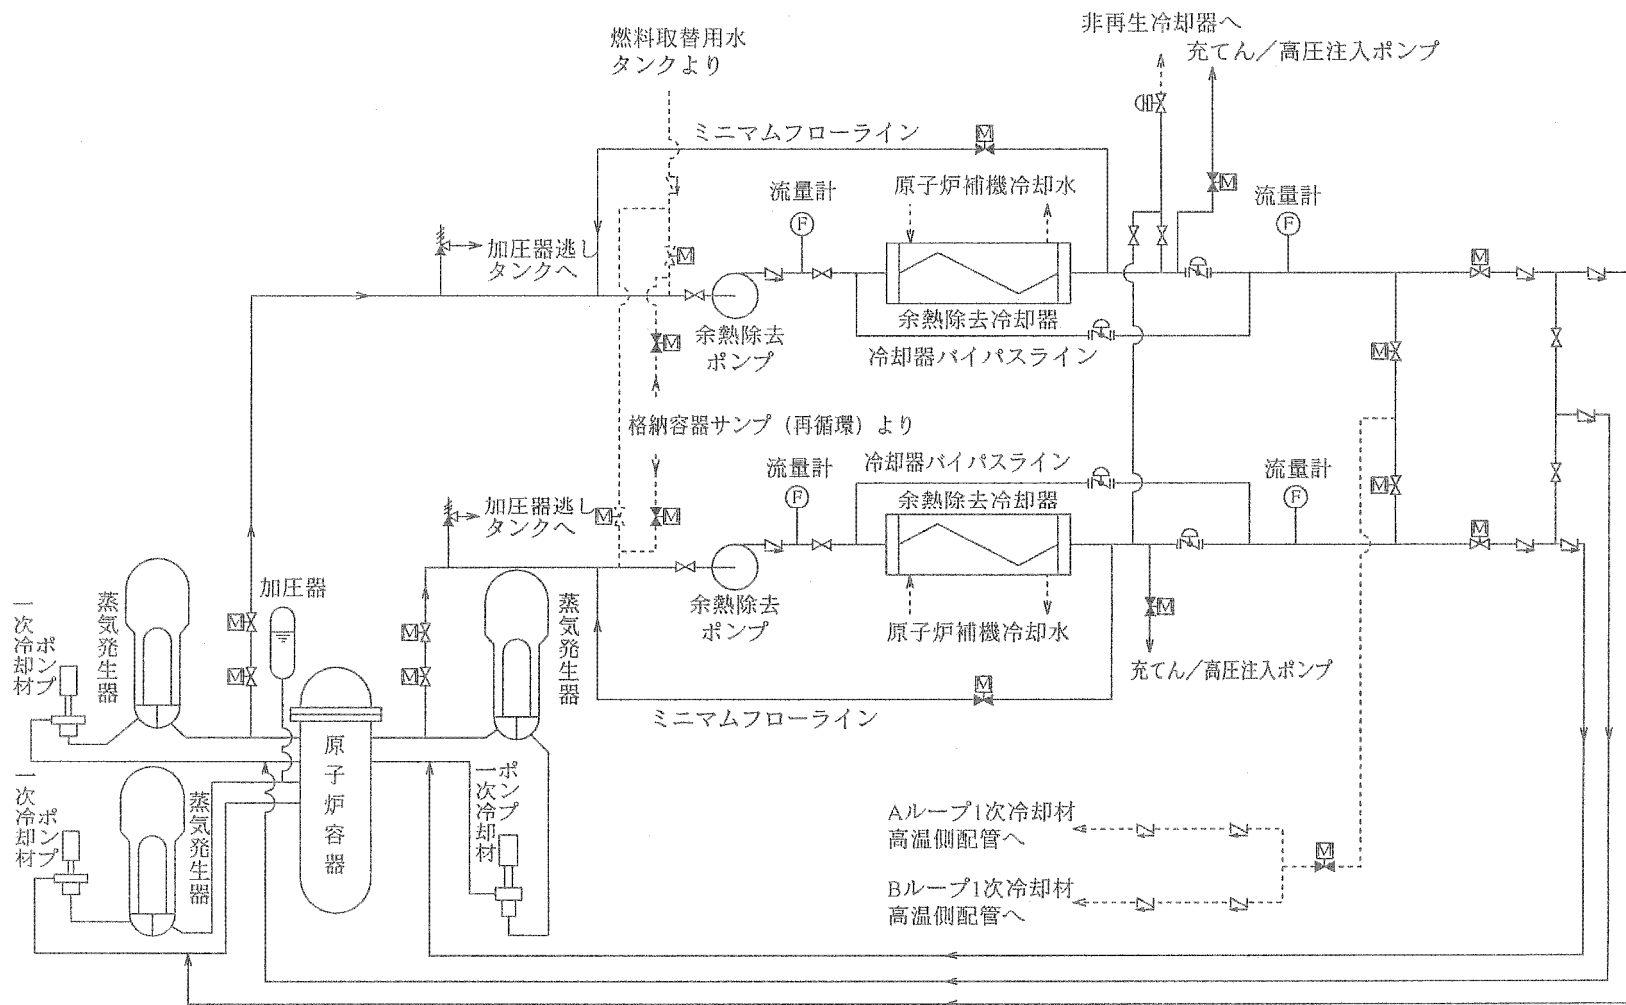 非再生冷却器へ
充てん／高圧注入ポンプ
燃料取替用水
タンクより
ミニマムフローライン
M
流量計
F
原子炉補機冷却水
M
流量計
F
加圧器逃し
タンクへ
M
M
余熱除去
ポンプ
余熱除去冷却器
冷却器バイパスライン
M
M
格納容器サンプ（再循環）より
冷却器バイパスライン
流量計
F
余熱除去冷却器
流量計
F
M
加圧器逃し
タンクへ
M
M
M
余熱除去
ポンプ
原子炉補機冷却水
M
充てん／高圧注入ポンプ
M
ミニマムフローライン
加圧器
M
M
M
M
蒸気発生器
一次冷却材
ポンプ
蒸気発生器
原子炉容器
一次冷却材
ポンプ
蒸気発生器
一次冷却材
ポンプ
Aループ1次冷却材
高温側配管へ
M
Bループ1次冷却材
高温側配管へ